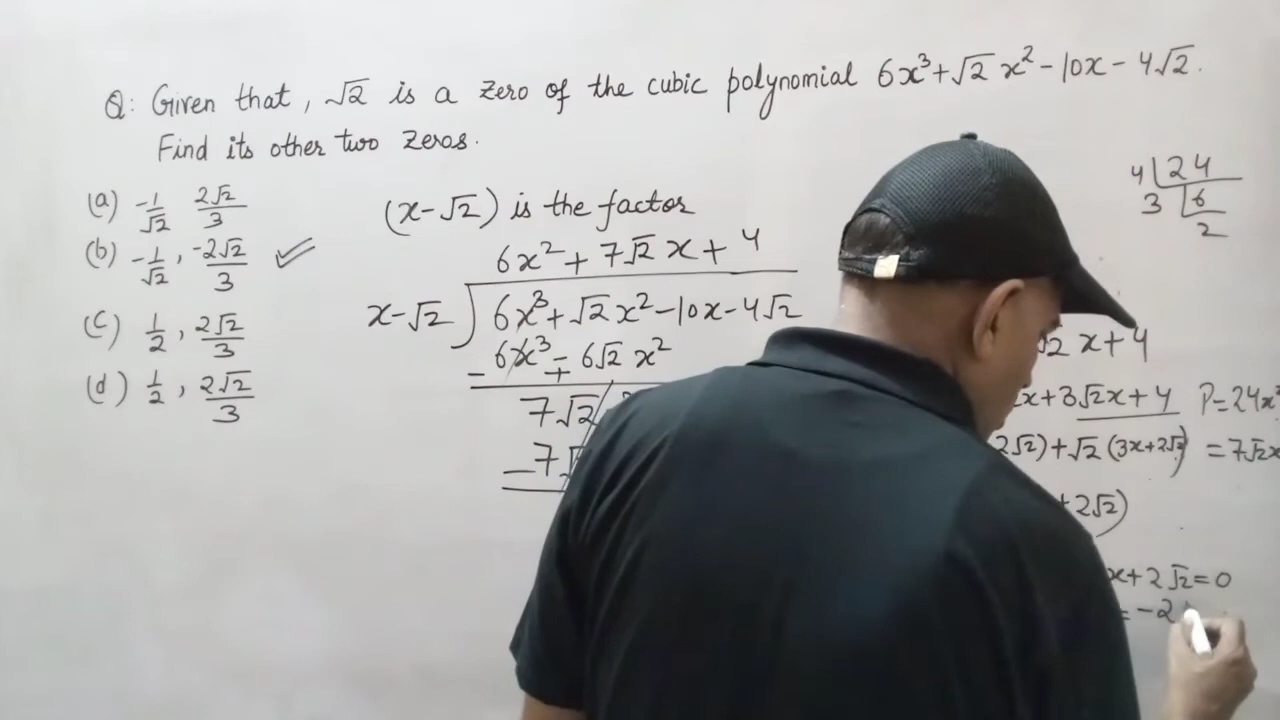 Q: Given that, √2 is a zero of the cubic polynomial 6x³+√2 x²-10x-4√2.
Find its other two zeros.
(a) -1/√2 2√2/3
(b) -1/√2, -2√2/3 ✓
(c) 1/2, 2√2/3
(d) 1/2, 2√2/3
(x-√2) is the factor
6x²+7√2 x+4
x-√2 ) 6x³+√2 x²-10x-4√2
6x³-6√2 x²
- +
7√2
-7
4 | 24
3 | 6
2
√2 x+4
x+3√2x+4 P=24x²
2√2)+√2(3x+2√2) =7√2x
+2√2)
x+2√2=0
= -2